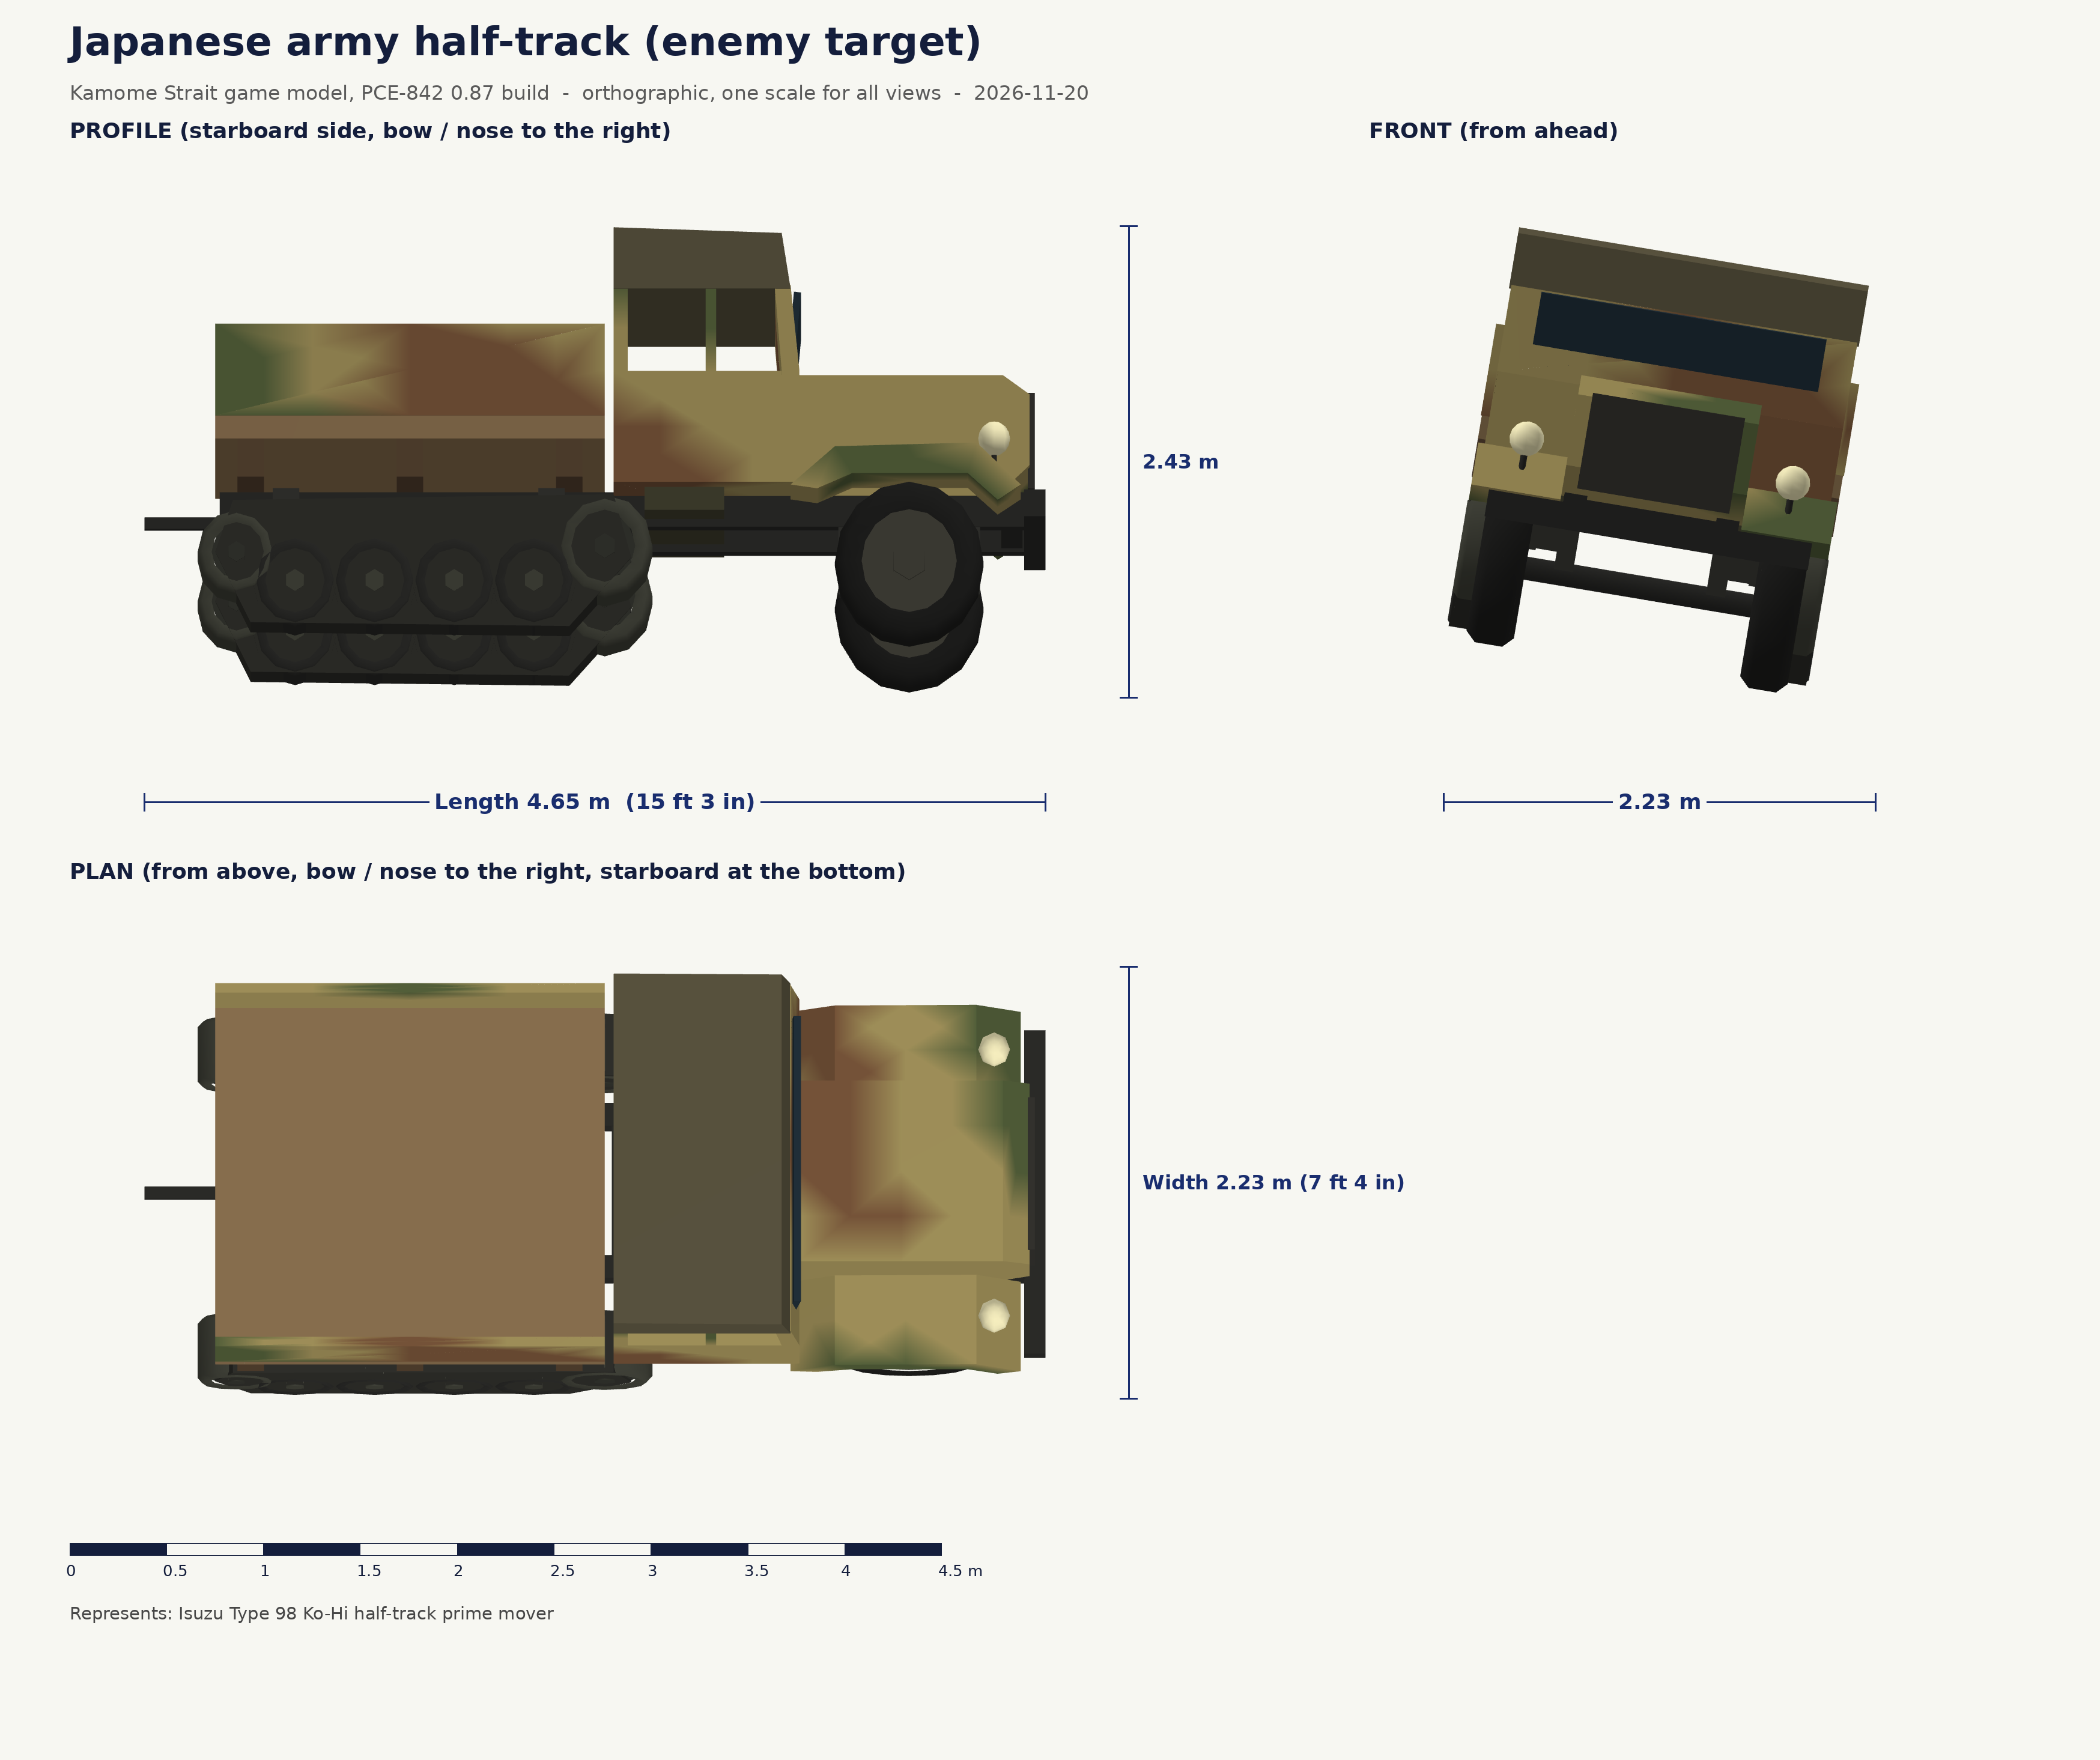 Japanese army half-track (enemy target)
Kamome Strait game model, PCE-842 0.87 build  -  orthographic, one scale for all views  -  2026-11-20
PROFILE (starboard side, bow / nose to the right)
FRONT (from ahead)
2.43 m
Length 4.65 m  (15 ft 3 in)
2.23 m
PLAN (from above, bow / nose to the right, starboard at the bottom)
Width 2.23 m (7 ft 4 in)
0 0.5 1 1.5 2 2.5 3 3.5 4 4.5 m
Represents: Isuzu Type 98 Ko-Hi half-track prime mover